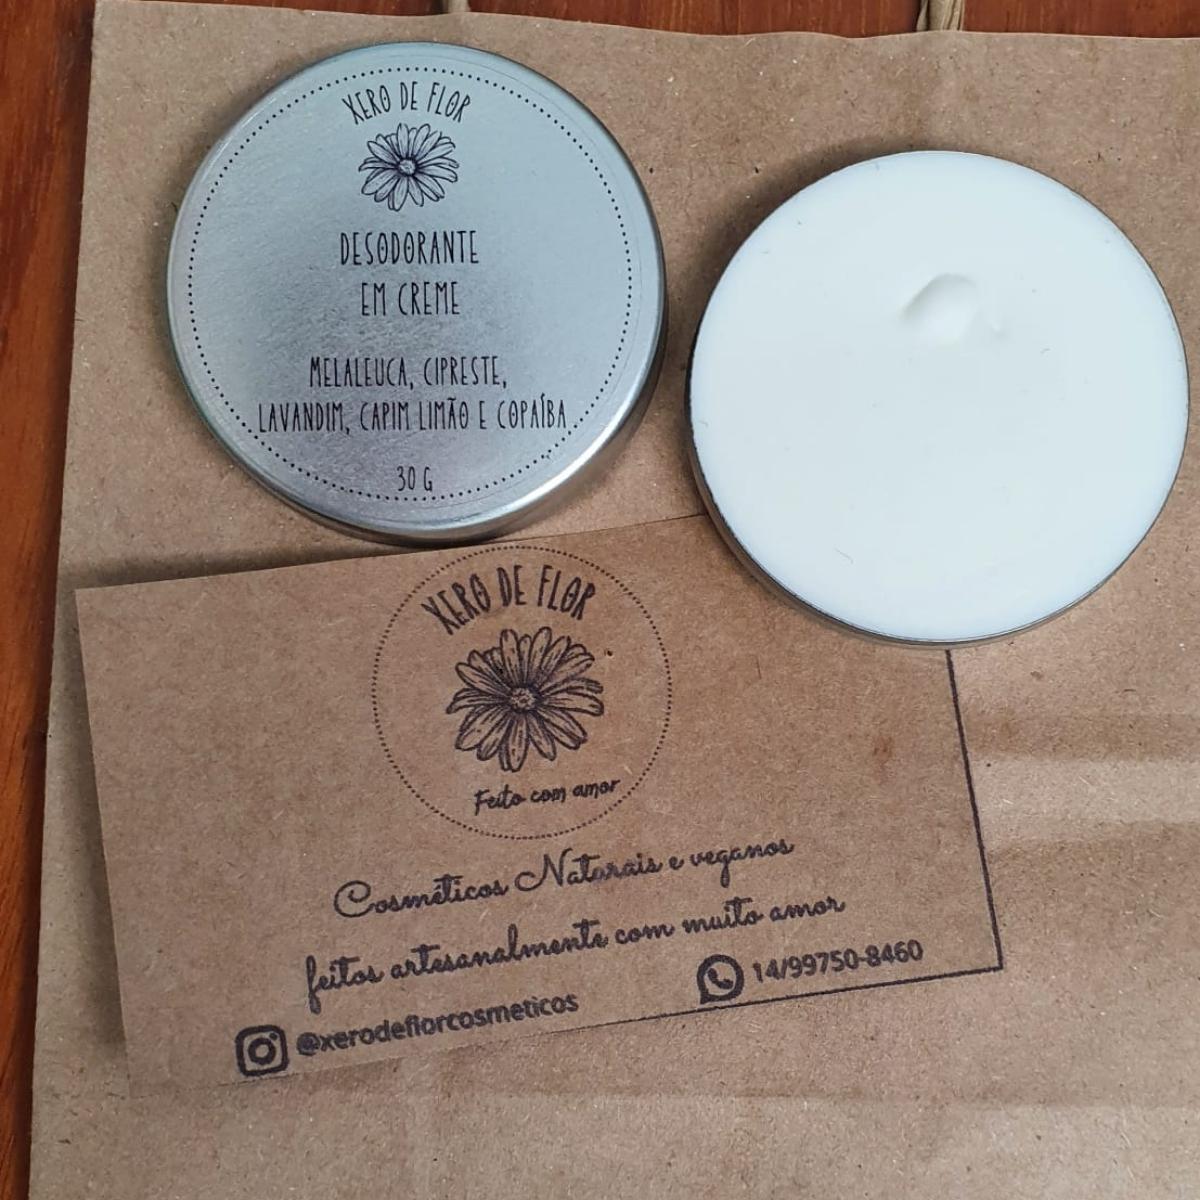 XERO DE FLOR
DESODORANTE
EM CREME
MELALEUCA, CIPRESTE,
LAVANDIM, CAPIM LIMÃO E COPAÍBA
30 G
XERO DE FLOR
Feito com amor
Cosméticos Naturais e veganos
feitos artesanalmente com muito amor
@xerodeflorcosmeticos
14/99750-8460